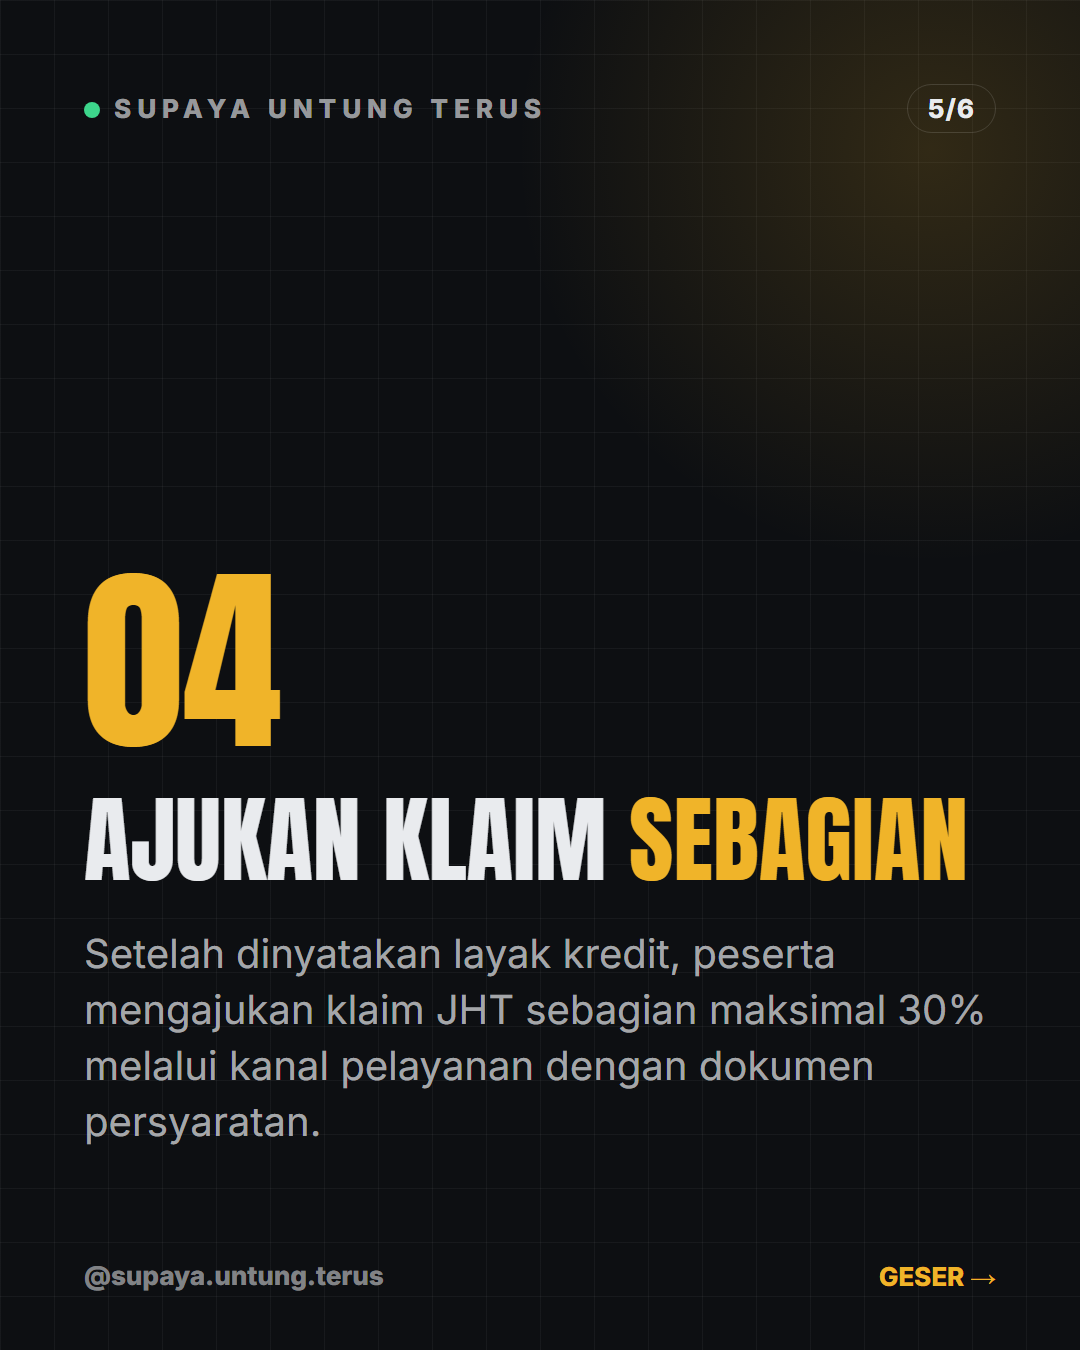 SUPAYA UNTUNG TERUS
5/6
04
AJUKAN KLAIM SEBAGIAN
Setelah dinyatakan layak kredit, peserta
mengajukan klaim JHT sebagian maksimal 30%
melalui kanal pelayanan dengan dokumen
persyaratan.
@supaya.untung.terus
GESER →